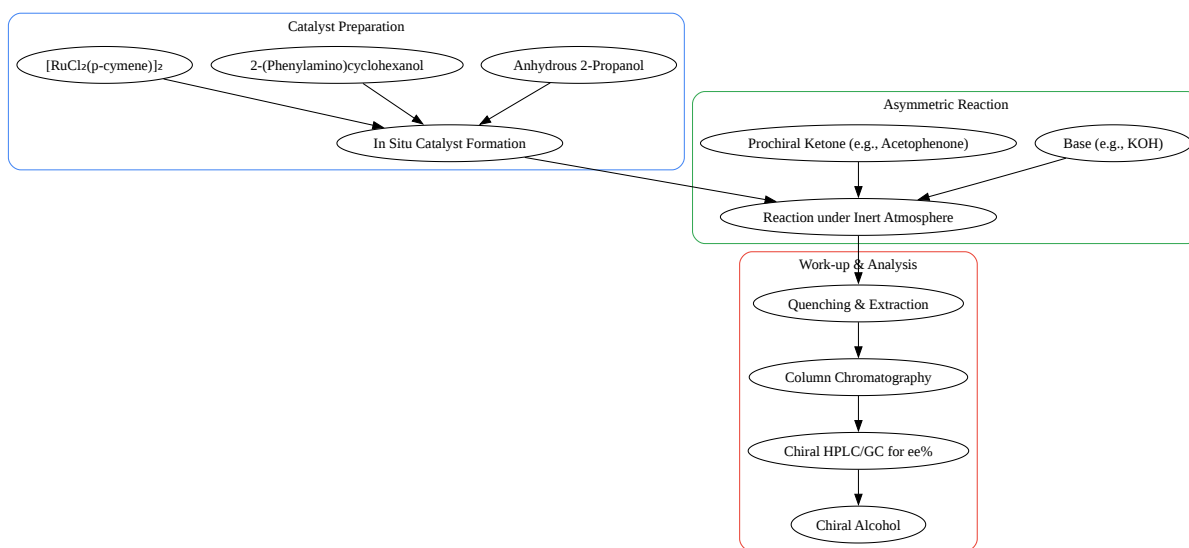 Catalyst Preparation
[RuCl₂(p-cymene)]₂
2-(Phenylamino)cyclohexanol
Anhydrous 2-Propanol
In Situ Catalyst Formation
Asymmetric Reaction
Prochiral Ketone (e.g., Acetophenone)
Base (e.g., KOH)
Reaction under Inert Atmosphere
Work-up & Analysis
Quenching & Extraction
Column Chromatography
Chiral HPLC/GC for ee%
Chiral Alcohol